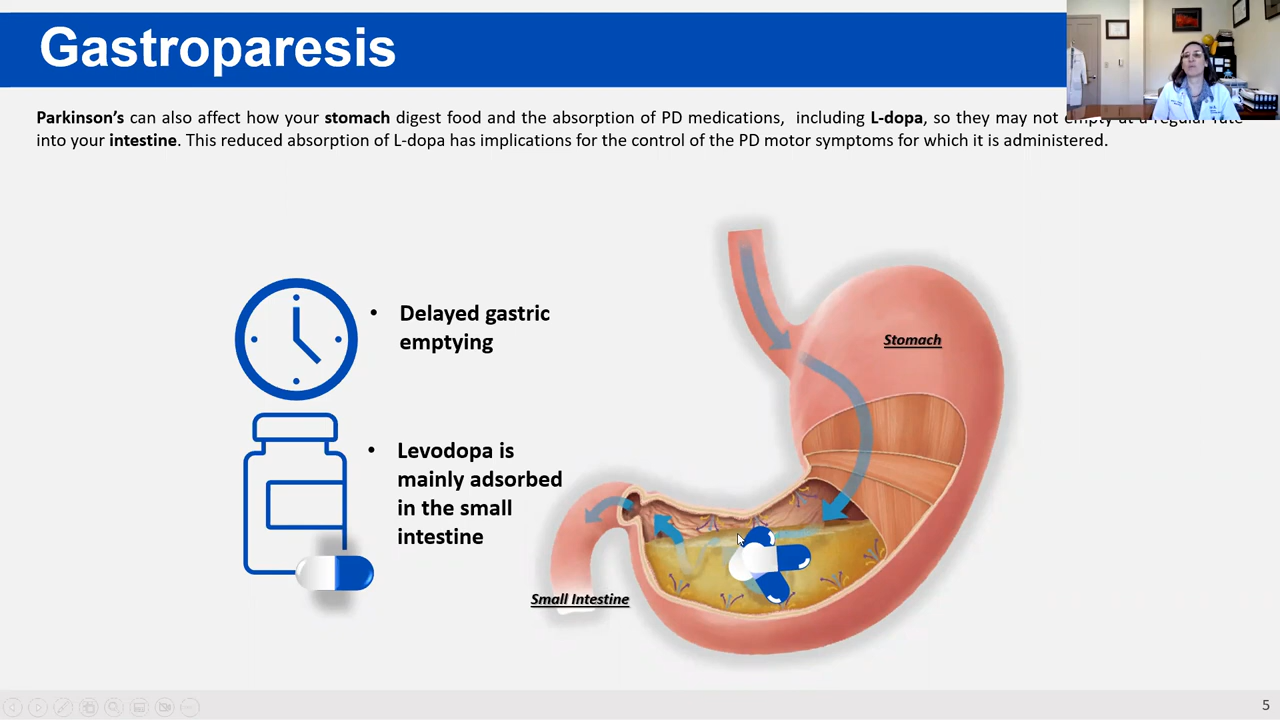 Gastroparesis
Parkinson's can also affect how your stomach digest food and the absorption of PD medications, including L-dopa, so they may not empty at a regular rate
into your intestine. This reduced absorption of L-dopa has implications for the control of the PD motor symptoms for which it is administered.
• Delayed gastric
emptying
Stomach
• Levodopa is
mainly adsorbed
in the small
intestine
Small Intestine
5